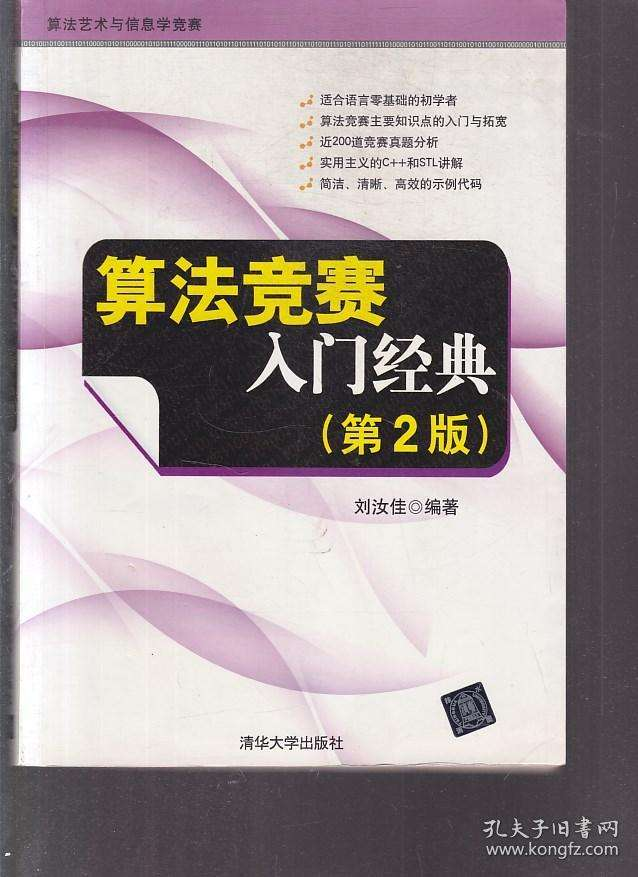 算法艺术与信息学竞赛
适合语言零基础的初学者
算法竞赛主要知识点的入门与拓宽
近200道竞赛真题分析
实用主义的C++和STL讲解
简洁、清晰、高效的示例代码
算法竞赛
入门经典
(第2版)
刘汝佳◎编著
清华大学出版社
孔夫子旧书网
www.kongfz.com